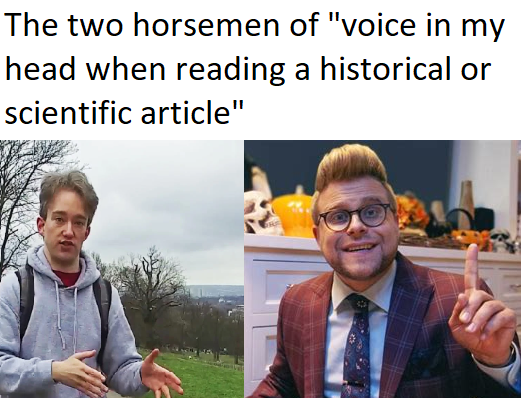 The two horsemen of "voice in my
head when reading a historical or
scientific article"